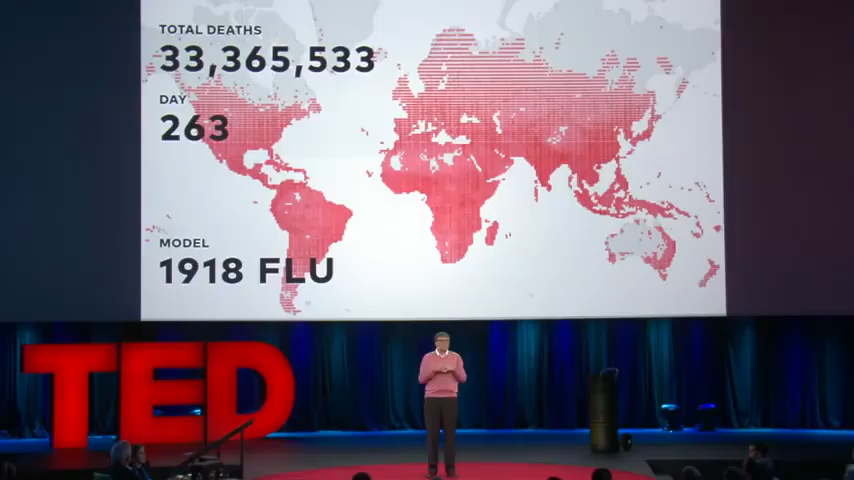 TOTAL DEATHS
33,365,533
DAY
263
MODEL
1918 FLU
TED